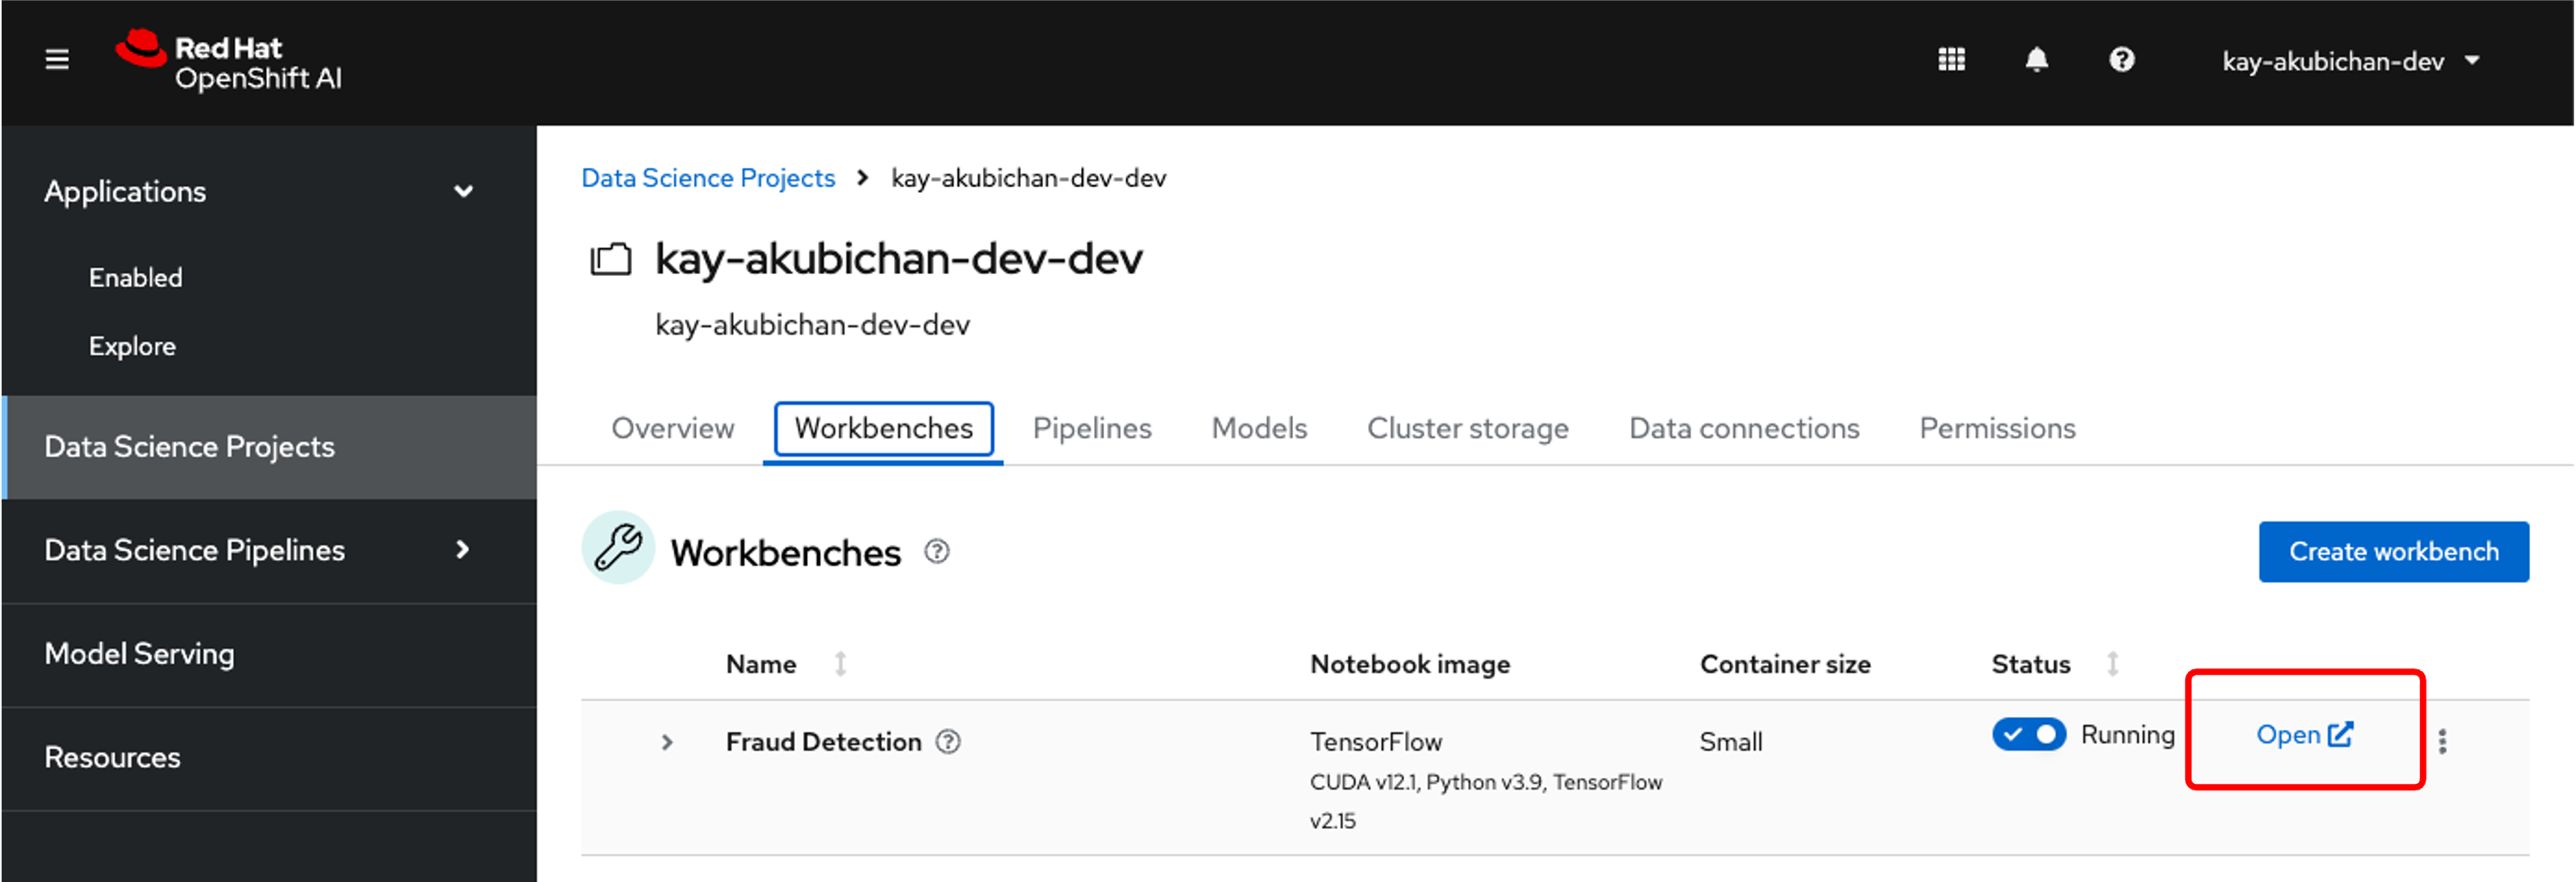 Red Hat
OpenShift AI
kay-akubichan-dev
Applications
Enabled
Explore
Data Science Projects
Data Science Pipelines
Model Serving
Resources
Data Science Projects > kay-akubichan-dev-dev
kay-akubichan-dev-dev
kay-akubichan-dev-dev
Overview Workbenches Pipelines Models Cluster storage Data connections Permissions
Workbenches
Create workbench
Name Notebook image Container size Status
Fraud Detection TensorFlow Small Running Open
CUDA v12.1, Python v3.9, TensorFlow
v2.15